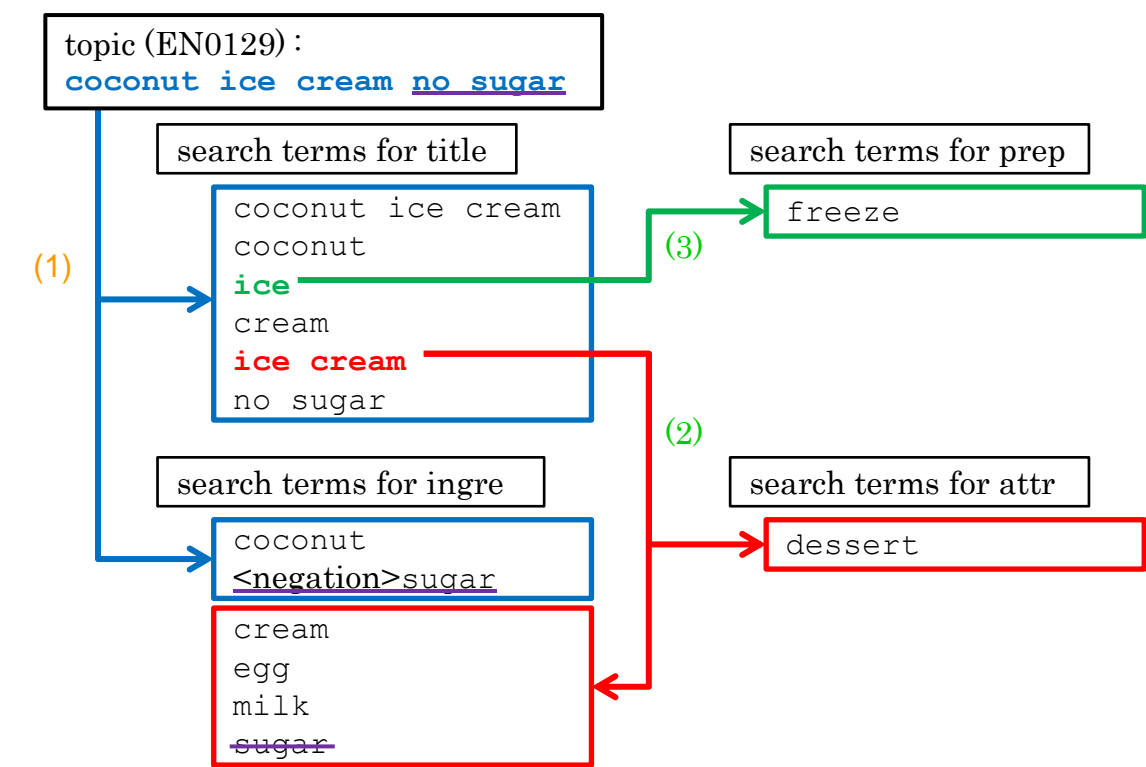 topic (EN0129) :
coconut ice cream no sugar
search terms for title
coconut ice cream
coconut
ice
cream
ice cream
no sugar
(1)
search terms for prep
freeze
(3)
(2)
search terms for ingre
coconut
<negation>sugar
cream
egg
milk
sugar
search terms for attr
dessert